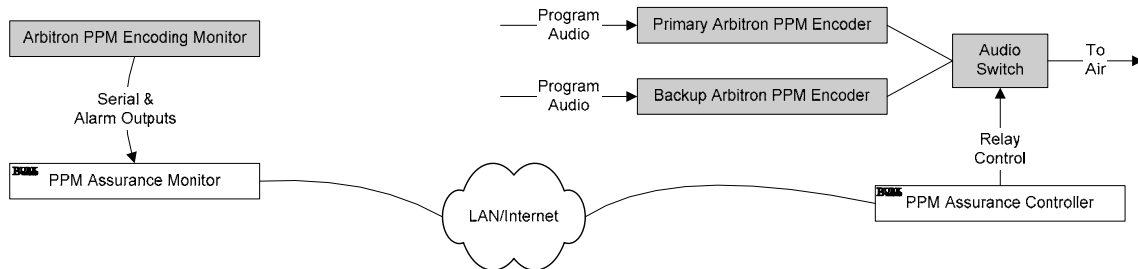 Arbitron PPM Encoding Monitor
Serial &
Alarm Outputs
PPM Assurance Monitor
LAN/Internet
Program
Audio
Primary Arbitron PPM Encoder
Program
Audio
Backup Arbitron PPM Encoder
Audio
Switch
To
Air
Relay
Control
PPM Assurance Controller